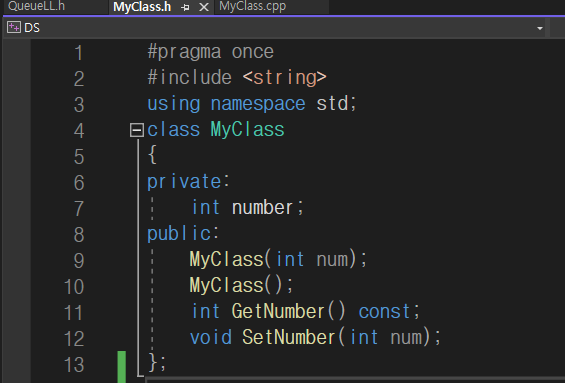 QueueLL.h MyClass.h MyClass.cpp
DS
1 #pragma once
2 #include <string>
3 using namespace std;
4 class MyClass
5 {
6 private:
7 int number;
8 public:
9 MyClass(int num);
10 MyClass();
11 int GetNumber() const;
12 void SetNumber(int num);
13 };